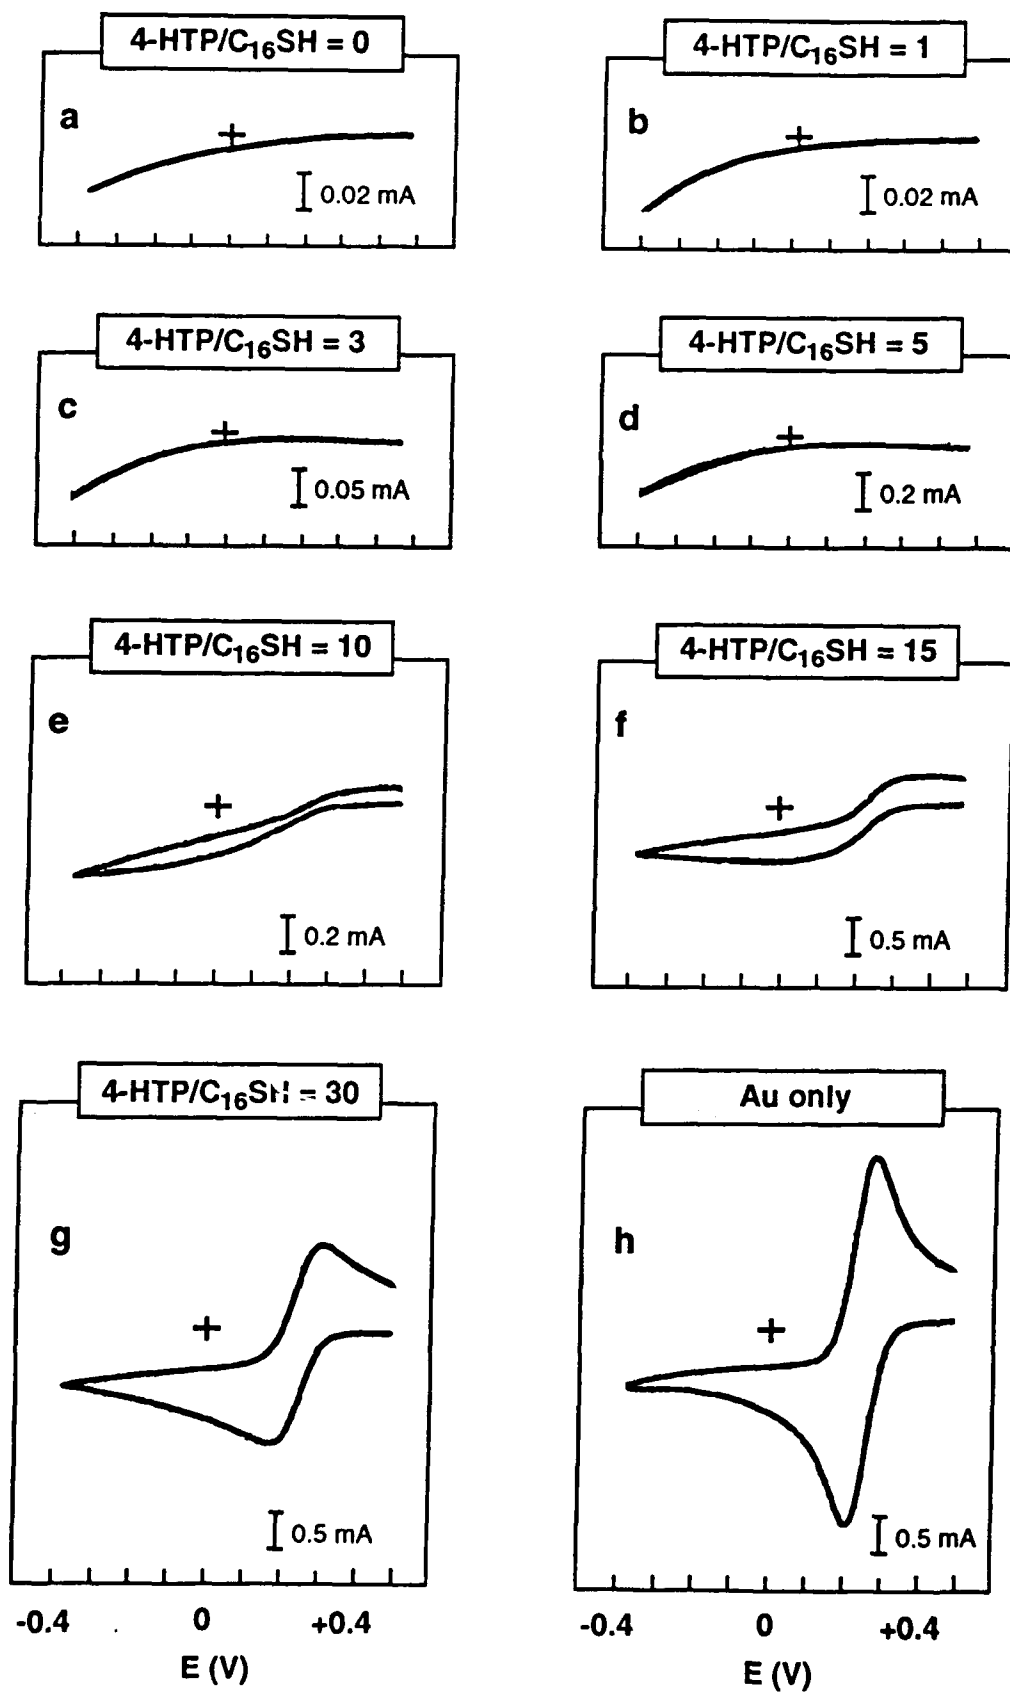 4-HTP/C₁₆SH = 0
a
0.02 mA
4-HTP/C₁₆SH = 1
b
0.02 mA
4-HTP/C₁₆SH = 3
c
0.05 mA
4-HTP/C₁₆SH = 5
d
0.2 mA
4-HTP/C₁₆SH = 10
e
0.2 mA
4-HTP/C₁₆SH = 15
f
0.5 mA
4-HTP/C₁₆SH = 30
g
0.5 mA
-0.4 0 +0.4
E (V)
Au only
h
0.5 mA
-0.4 0 +0.4
E (V)